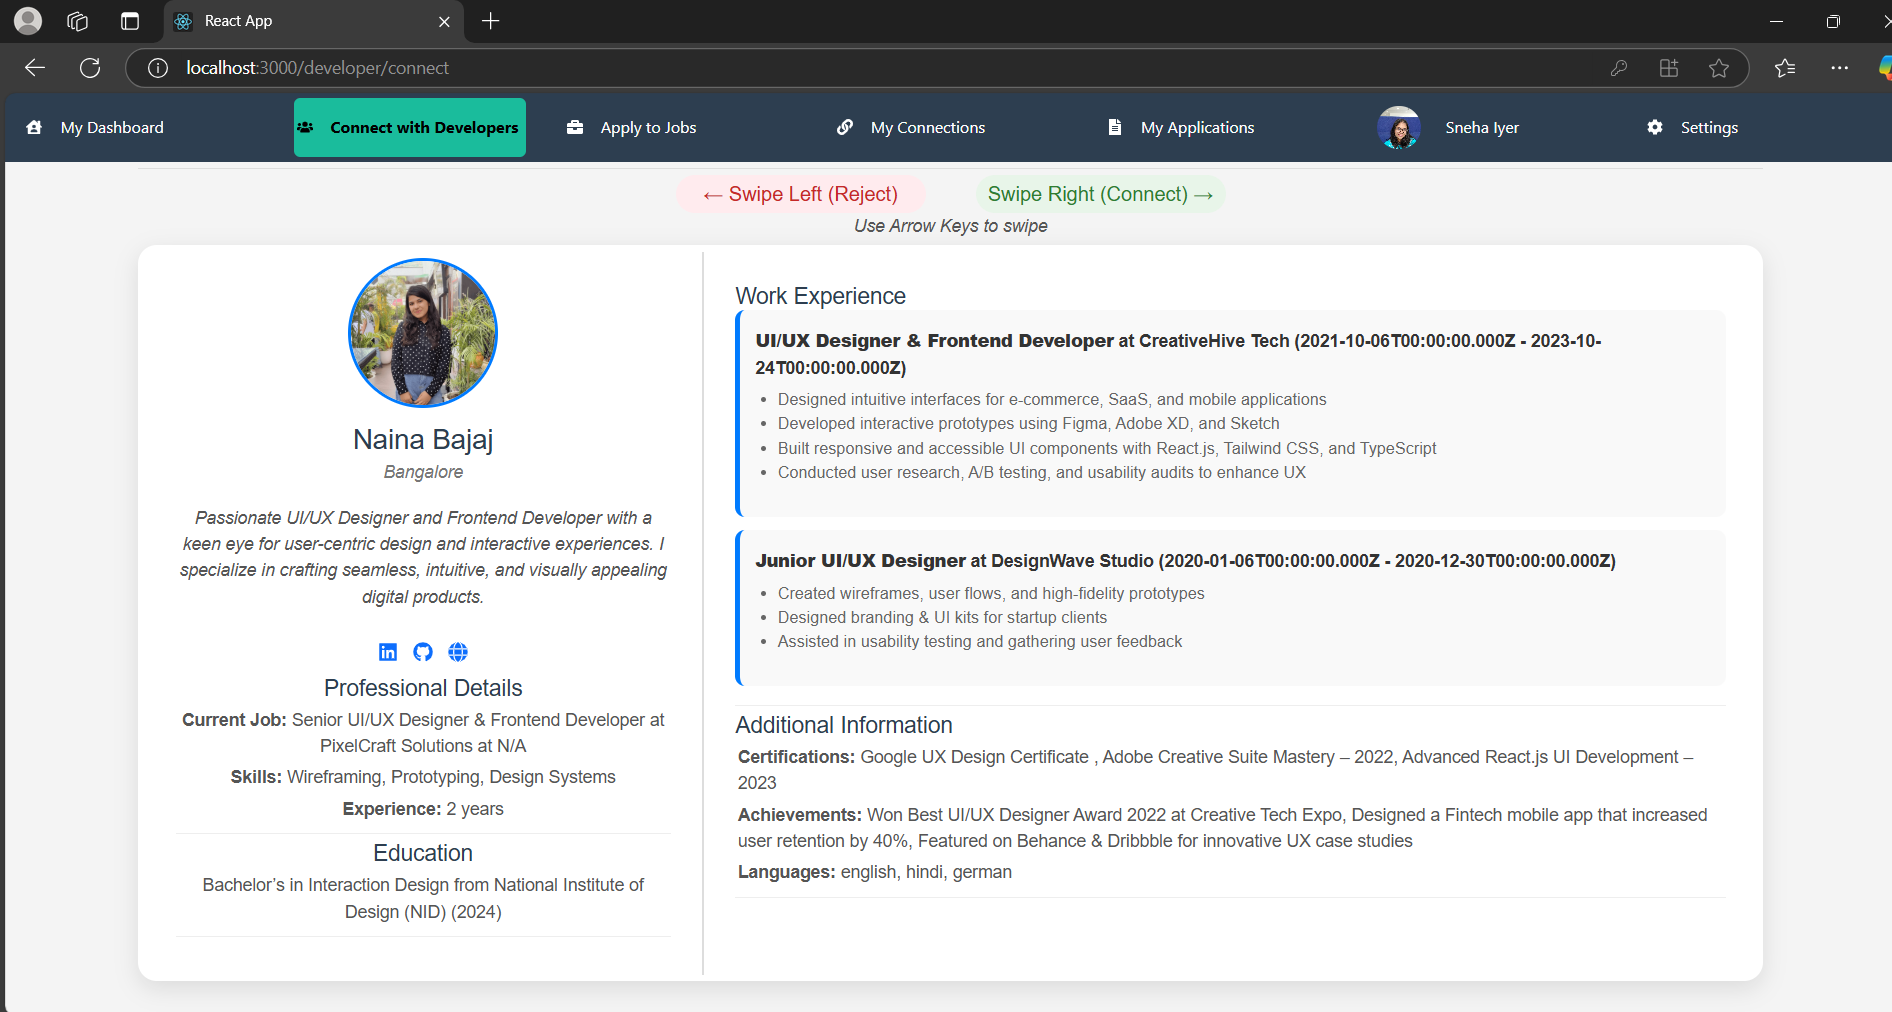 React App
localhost:3000/developer/connect
My Dashboard
Connect with Developers
Apply to Jobs
My Connections
My Applications
Sneha Iyer
Settings
← Swipe Left (Reject)
Swipe Right (Connect) →
Use Arrow Keys to swipe
Naina Bajaj
Bangalore
Passionate UI/UX Designer and Frontend Developer with a
keen eye for user-centric design and interactive experiences. I
specialize in crafting seamless, intuitive, and visually appealing
digital products.
in
Professional Details
Current Job: Senior UI/UX Designer & Frontend Developer at
PixelCraft Solutions at N/A
Skills: Wireframing, Prototyping, Design Systems
Experience: 2 years
Education
Bachelor’s in Interaction Design from National Institute of
Design (NID) (2024)
Work Experience
UI/UX Designer & Frontend Developer at CreativeHive Tech (2021-10-06T00:00:00.000Z - 2023-10-
24T00:00:00.000Z)
• Designed intuitive interfaces for e-commerce, SaaS, and mobile applications
• Developed interactive prototypes using Figma, Adobe XD, and Sketch
• Built responsive and accessible UI components with React.js, Tailwind CSS, and TypeScript
• Conducted user research, A/B testing, and usability audits to enhance UX
Junior UI/UX Designer at DesignWave Studio (2020-01-06T00:00:00.000Z - 2020-12-30T00:00:00.000Z)
• Created wireframes, user flows, and high-fidelity prototypes
• Designed branding & UI kits for startup clients
• Assisted in usability testing and gathering user feedback
Additional Information
Certifications: Google UX Design Certificate , Adobe Creative Suite Mastery – 2022, Advanced React.js UI Development –
2023
Achievements: Won Best UI/UX Designer Award 2022 at Creative Tech Expo, Designed a Fintech mobile app that increased
user retention by 40%, Featured on Behance & Dribbble for innovative UX case studies
Languages: english, hindi, german